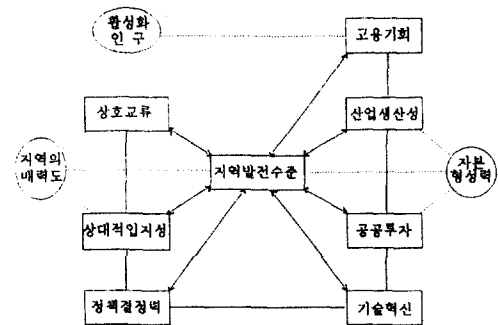 활성화
인 구
고용기회
상호교류
산업생산성
지역의
매력도
지역발전수준
자본
형성력
상대적입지성
공공투자
정책결정력
기술혁신